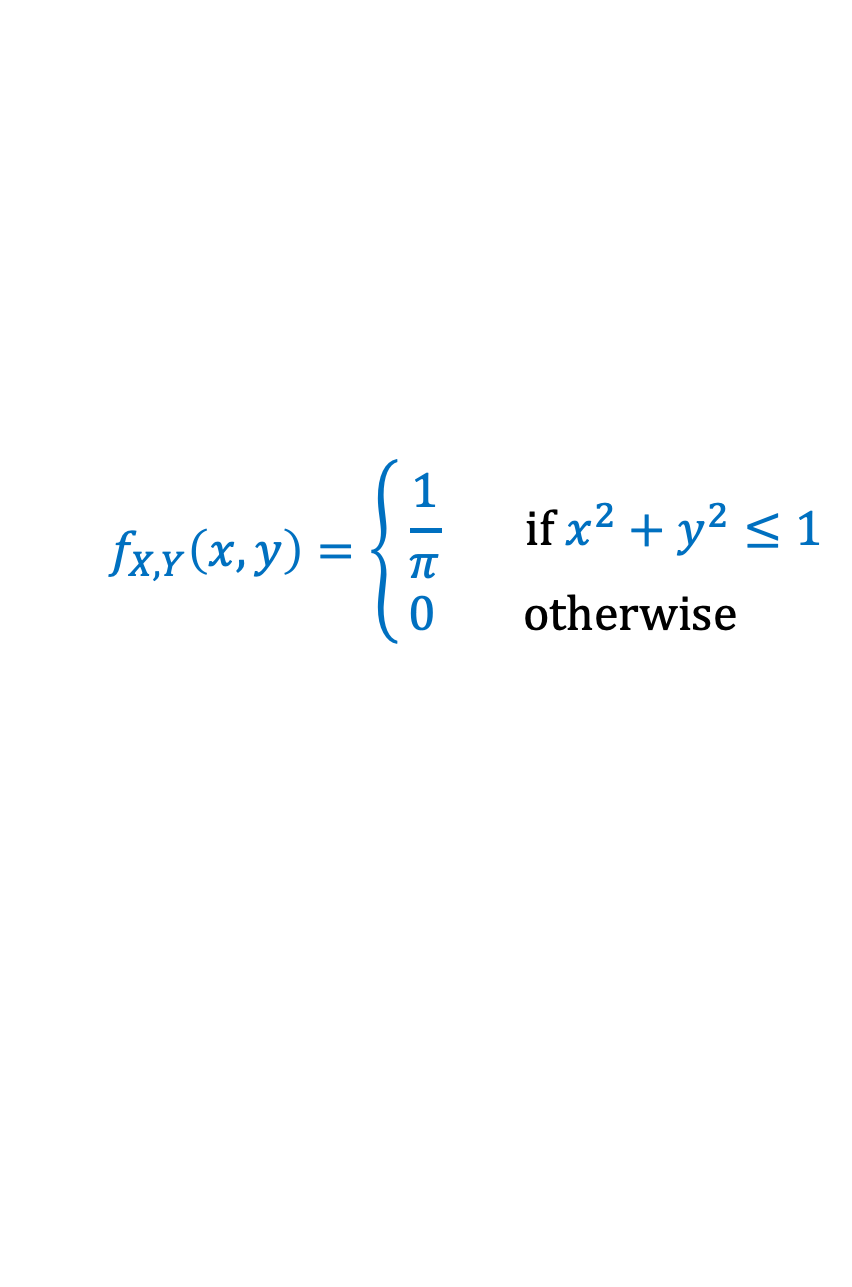 f_{X,Y}(x, y) = { 1/π if x² + y² ≤ 1
0 otherwise